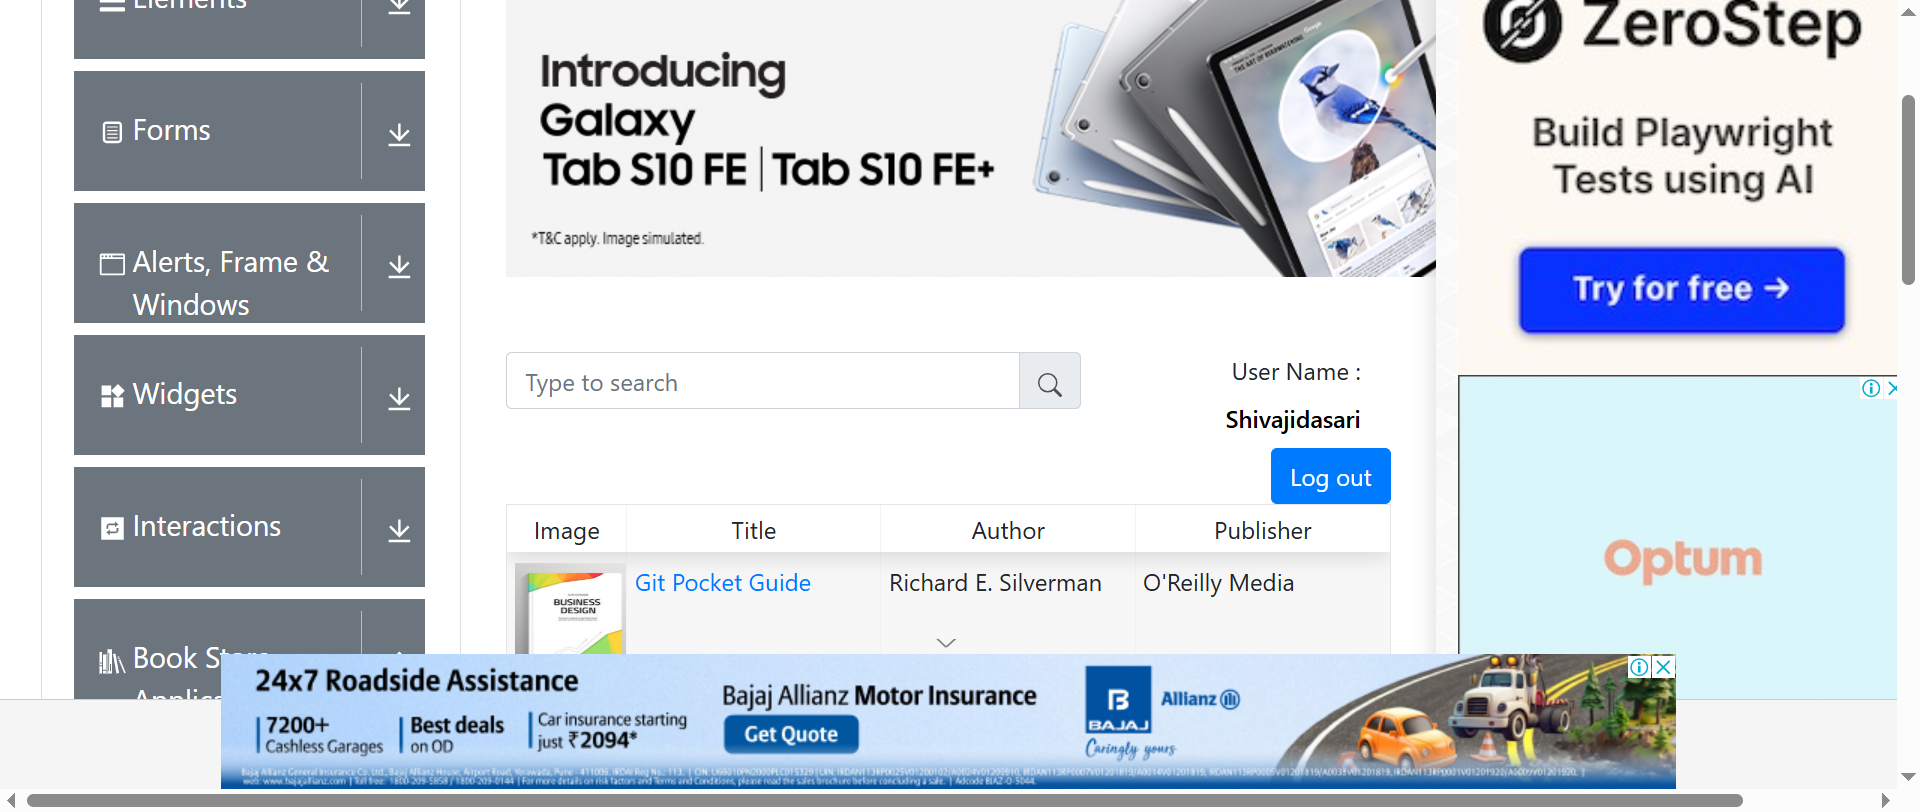 Elements
Forms
Alerts, Frame &
Windows
Widgets
Interactions
Book Store
Applic
Introducing
Galaxy
Tab S10 FE | Tab S10 FE+
*T&C apply. Image simulated.
Type to search
User Name :
Shivajidasari
Log out
Image Title Author Publisher
BUSINESS
DESIGN
Git Pocket Guide Richard E. Silverman O'Reilly Media
ZeroStep
Build Playwright
Tests using AI
Try for free →
Optum
24x7 Roadside Assistance
7200+
Cashless Garages
Best deals
on OD
Car insurance starting
just ₹2094*
Bajaj Allianz Motor Insurance
Get Quote
B
BAJAJ
Allianz
Caringly yours